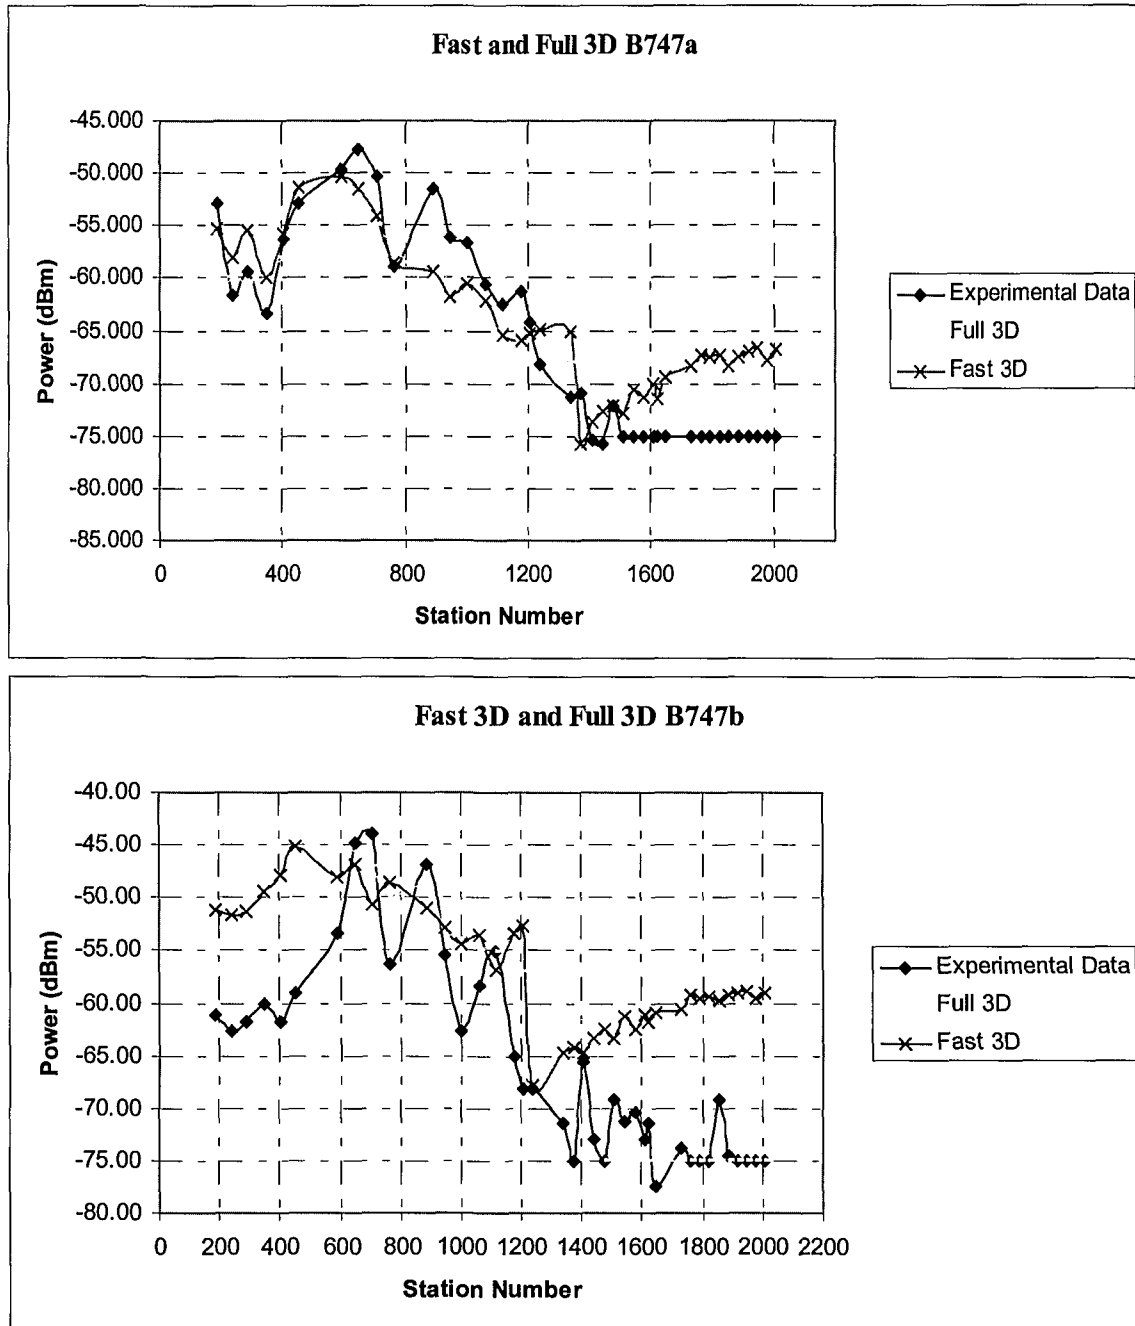 Fast and Full 3D B747a
-45.000
-50.000
-55.000
-60.000
-65.000
-70.000
-75.000
-80.000
-85.000
Power (dBm)
0 400 800 1200 1600 2000
Station Number
Experimental Data
Full 3D
Fast 3D
Fast 3D and Full 3D B747b
-40.00
-45.00
-50.00
-55.00
-60.00
-65.00
-70.00
-75.00
-80.00
Power (dBm)
0 200 400 600 800 1000 1200 1400 1600 1800 2000 2200
Station Number
Experimental Data
Full 3D
Fast 3D